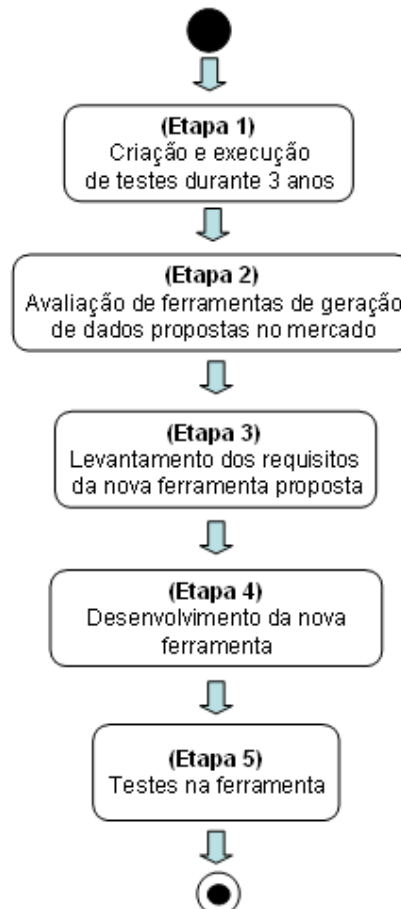 (Etapa 1)
Criação e execução
de testes durante 3 anos
(Etapa 2)
Avaliação de ferramentas de geração
de dados propostas no mercado
(Etapa 3)
Levantamento dos requisitos
da nova ferramenta proposta
(Etapa 4)
Desenvolvimento da nova
ferramenta
(Etapa 5)
Testes na ferramenta